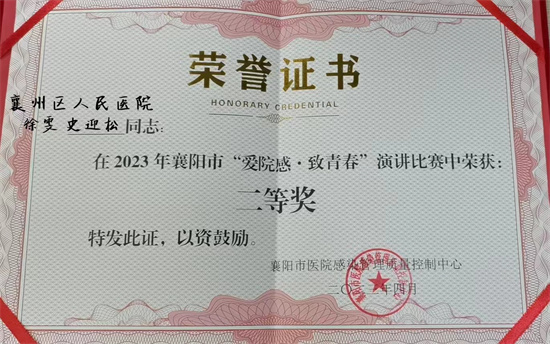 荣誉证书
HONORARY CREDENTIAL
襄州区人民医院
徐雯 史迎松 同志：
在2023年襄阳市“爱院感·致青春”演讲比赛中荣获：
二等奖
特发此证，以资鼓励。
襄阳市医院感染管理质量控制中心
二〇二 年四月